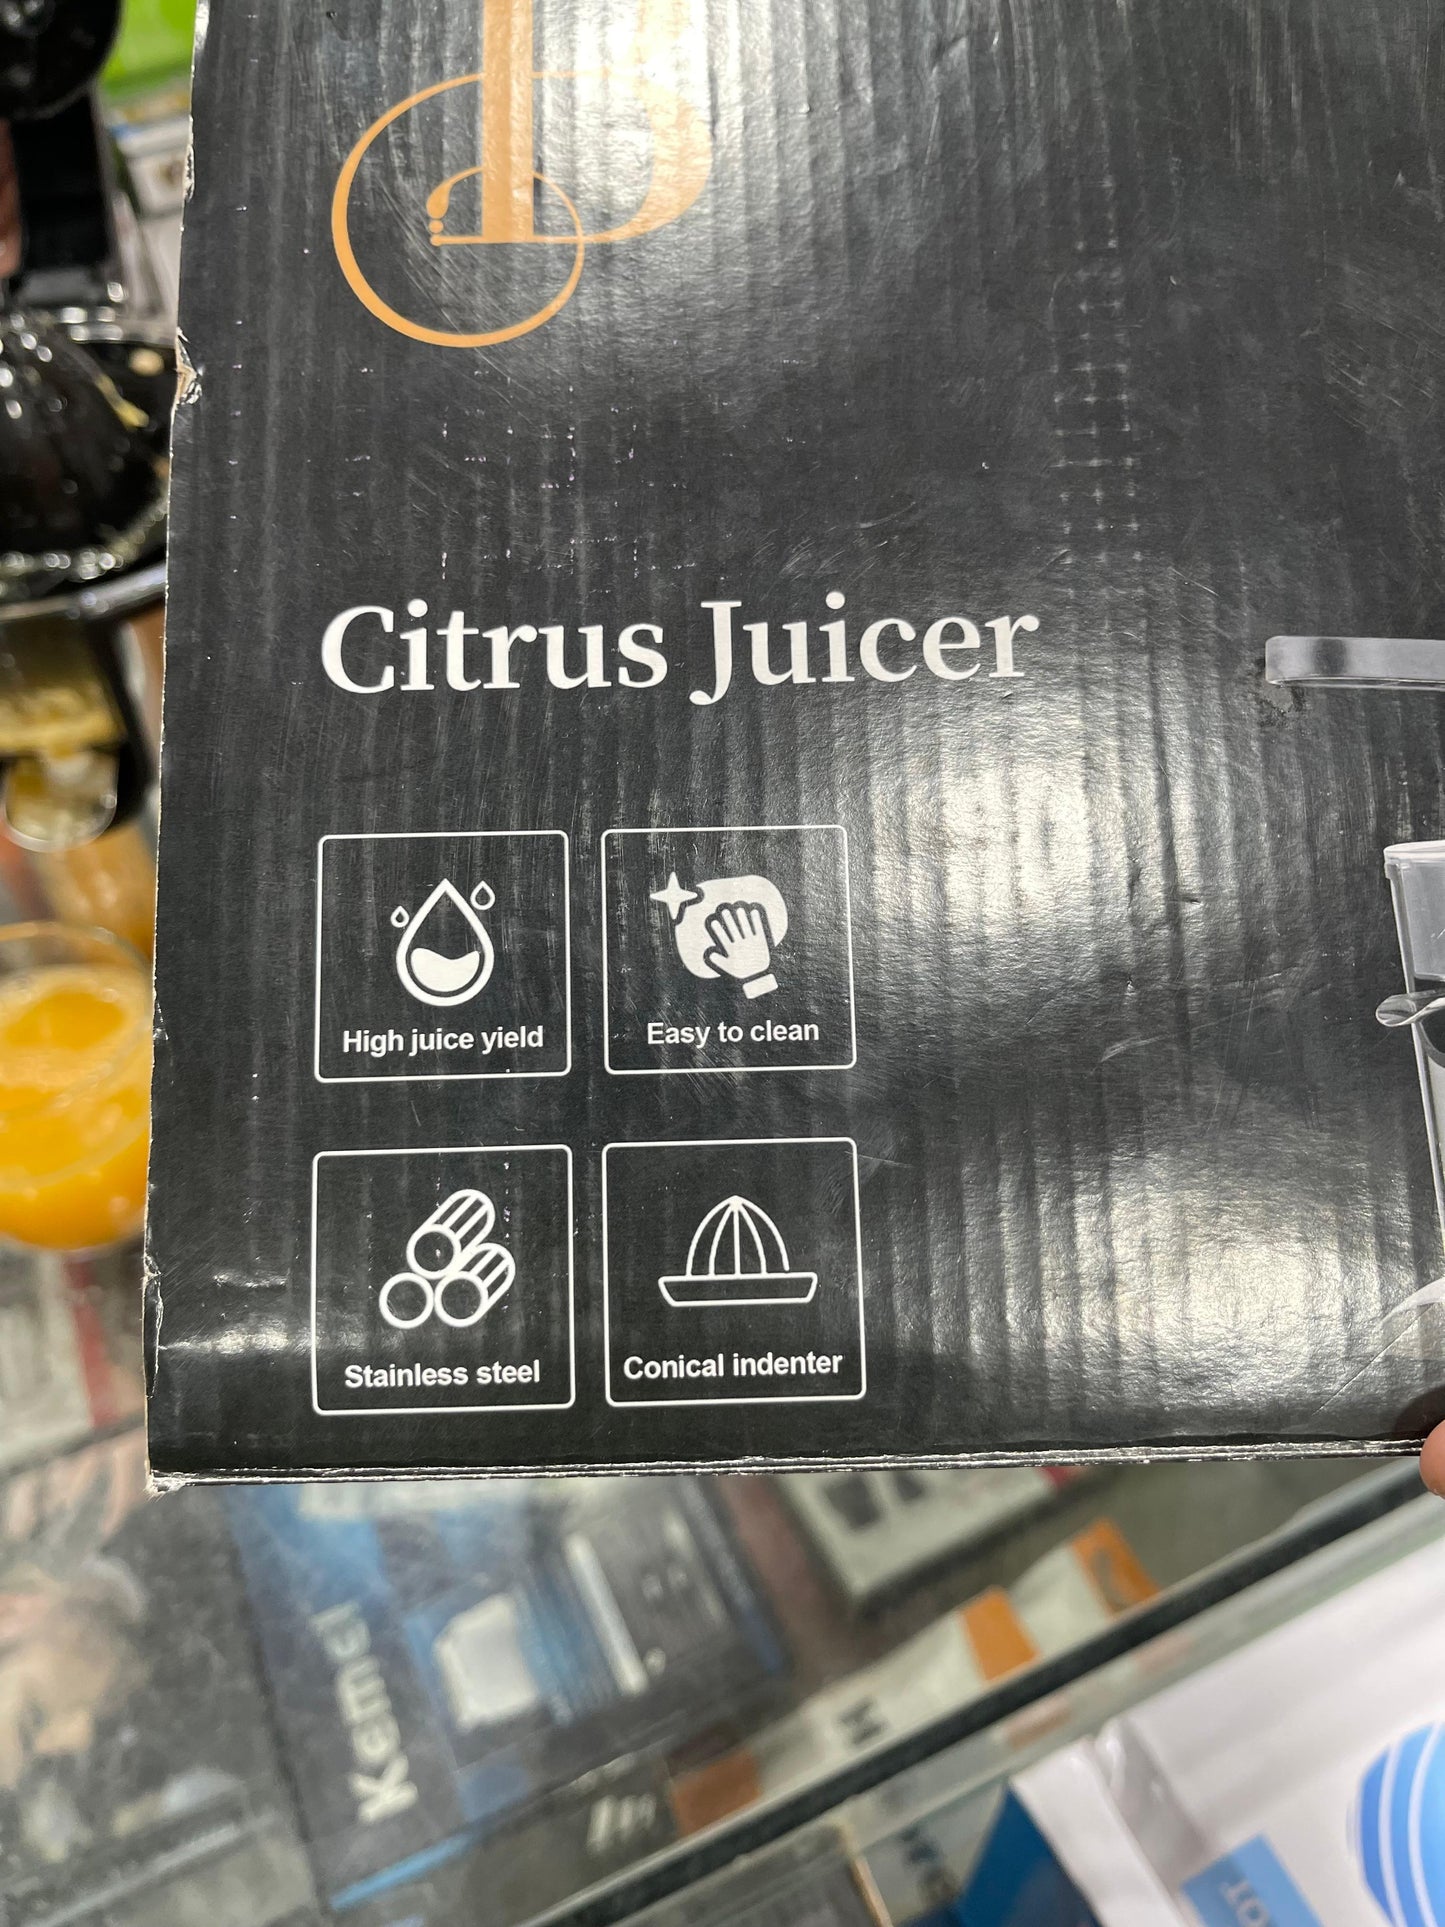 Citrus Juicer
High juice yield
Easy to clean
Stainless steel
Conical indenter
Kemei